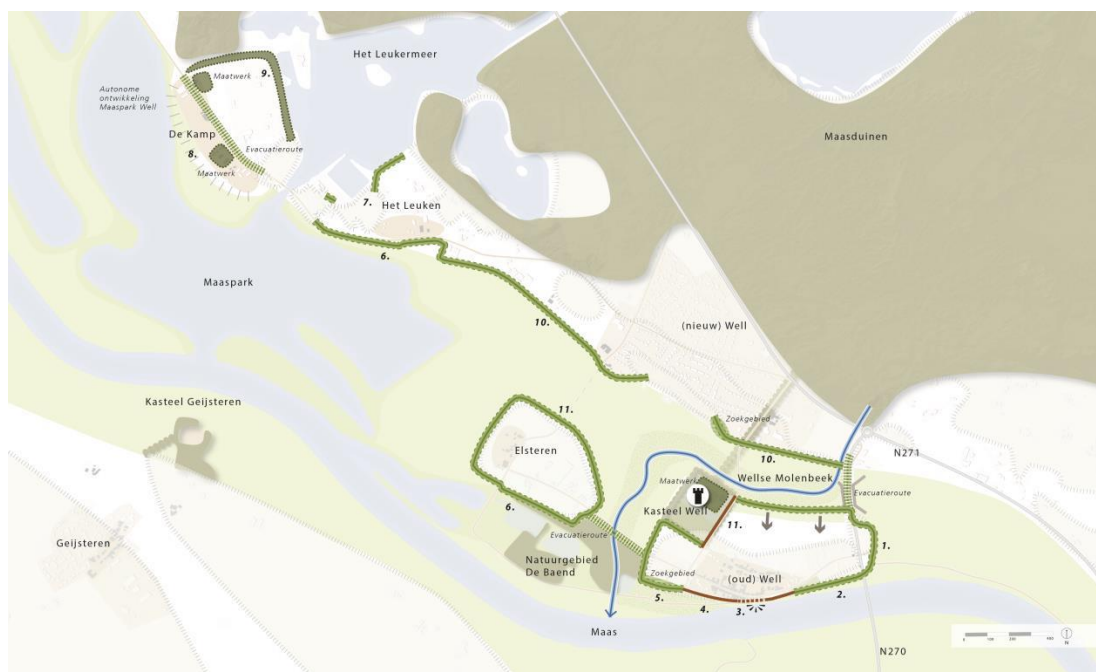 Het Leukermeer
Maatwerk
9.
Autonome
ontwikkeling
Maaspark Well
De Kamp
Evacuatieroute
8.
Maatwerk
Maasduinen
7.
Het Leuken
6.
Maaspark
10.
(nieuw) Well
Kasteel Geijsteren
11.
Zoekgebied
Elsteren
10.
N271
Wellse Molenbeek
Maatwerk
Evacuatieroute
6.
Kasteel Well
11.
Evacuatieroute
Geijsteren
Natuurgebied
De Baend
1.
Zoekgebied
(oud) Well
5.
4.
3.
2.
Maas
N
N270